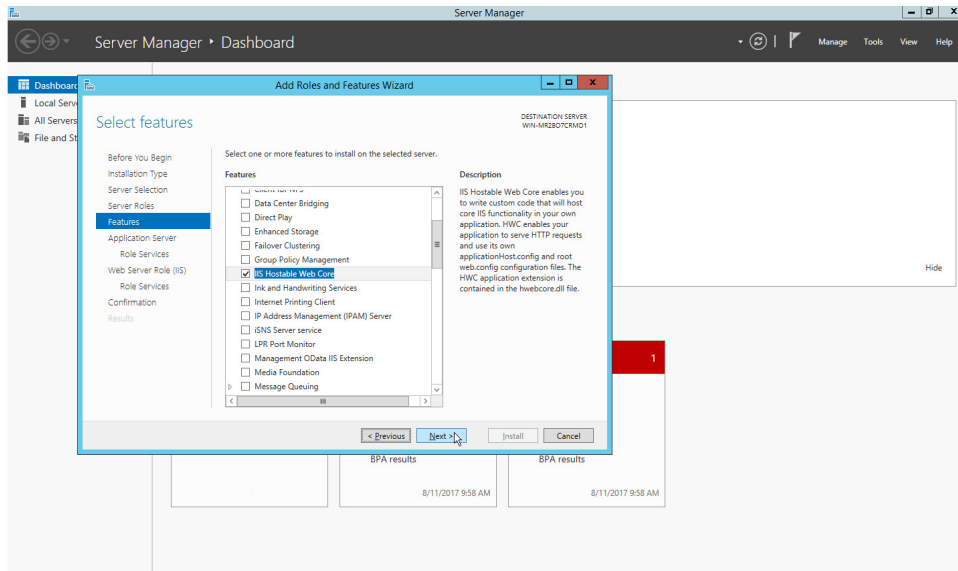 Server Manager
Server Manager • Dashboard
Manage Tools View Help
Dashboard
Local Serve
All Servers
File and St
Add Roles and Features Wizard
Select features
DESTINATION SERVER
WIN-MR2BO7CRMO1
Before You Begin
Installation Type
Server Selection
Server Roles
Features
Application Server
Role Services
Web Server Role (IIS)
Role Services
Confirmation
Results
Select one or more features to install on the selected server.
Features
Client for NFS
Data Center Bridging
Direct Play
Enhanced Storage
Failover Clustering
Group Policy Management
IIS Hostable Web Core
Ink and Handwriting Services
Internet Printing Client
IP Address Management (IPAM) Server
iSNS Server service
LPR Port Monitor
Management OData IIS Extension
Media Foundation
Message Queuing
Description
IIS Hostable Web Core enables you
to write custom code that will host
core IIS functionality in your own
application. HWC enables your
application to serve HTTP requests
and use its own
applicationHost.config and root
web.config configuration files. The
HWC application extension is
contained in the hwebcore.dll file.
< Previous
Next >
Install
Cancel
Hide
1
BPA results
8/11/2017 9:58 AM
BPA results
8/11/2017 9:58 AM